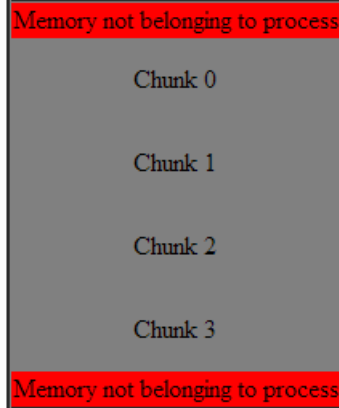 Memory not belonging to process
Chunk 0
Chunk 1
Chunk 2
Chunk 3
Memory not belonging to process